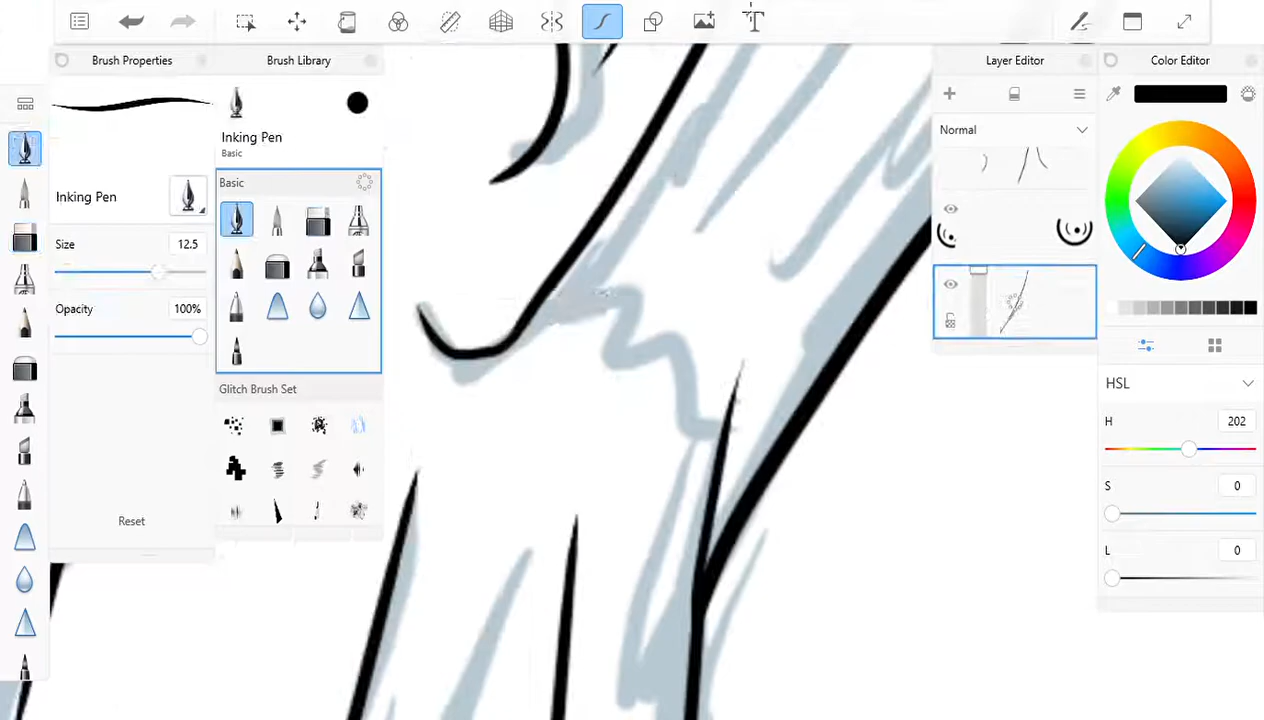 Brush Properties
Brush Library
Layer Editor
Color Editor
Inking Pen
Basic
Normal
Basic
Inking Pen
Size
12.5
Opacity
100%
HSL
Glitch Brush Set
H
202
S
0
Reset
L
0